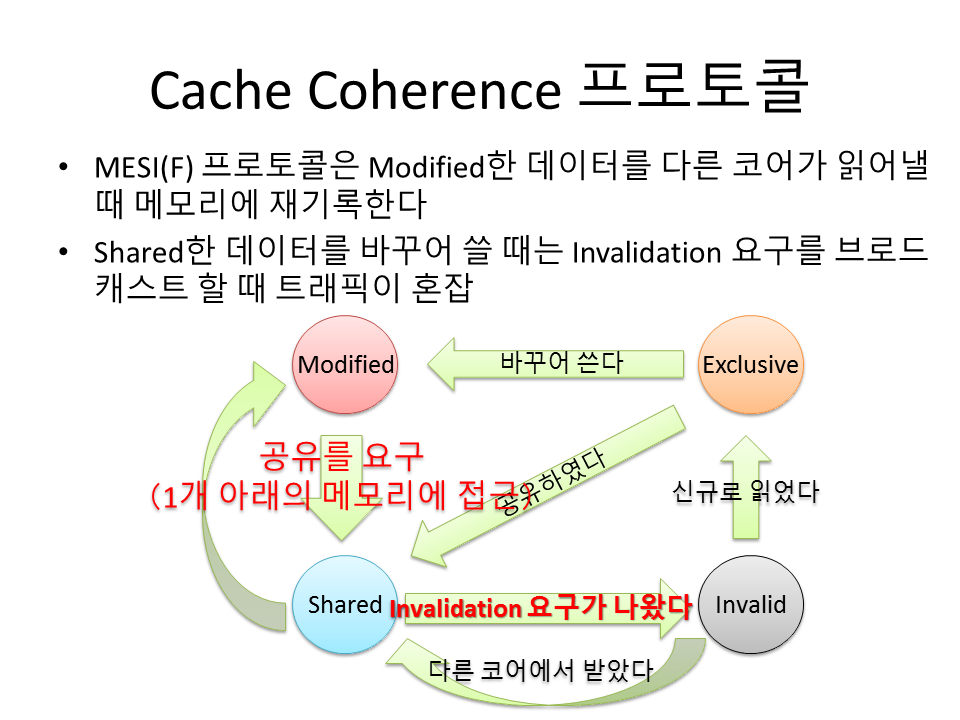 Cache Coherence 프로토콜
• MESI(F) 프로토콜은 Modified한 데이터를 다른 코어가 읽어낼
때 메모리에 재기록한다
• Shared한 데이터를 바꾸어 쓸 때는 Invalidation 요구를 브로드
캐스트 할 때 트래픽이 혼잡
Modified
바꾸어 쓴다
Exclusive
공유를 요구
(1개 아래의 메모리에 접근)
공유하였다
신규로 읽었다
Shared
Invalidation 요구가 나왔다
Invalid
다른 코어에서 받았다